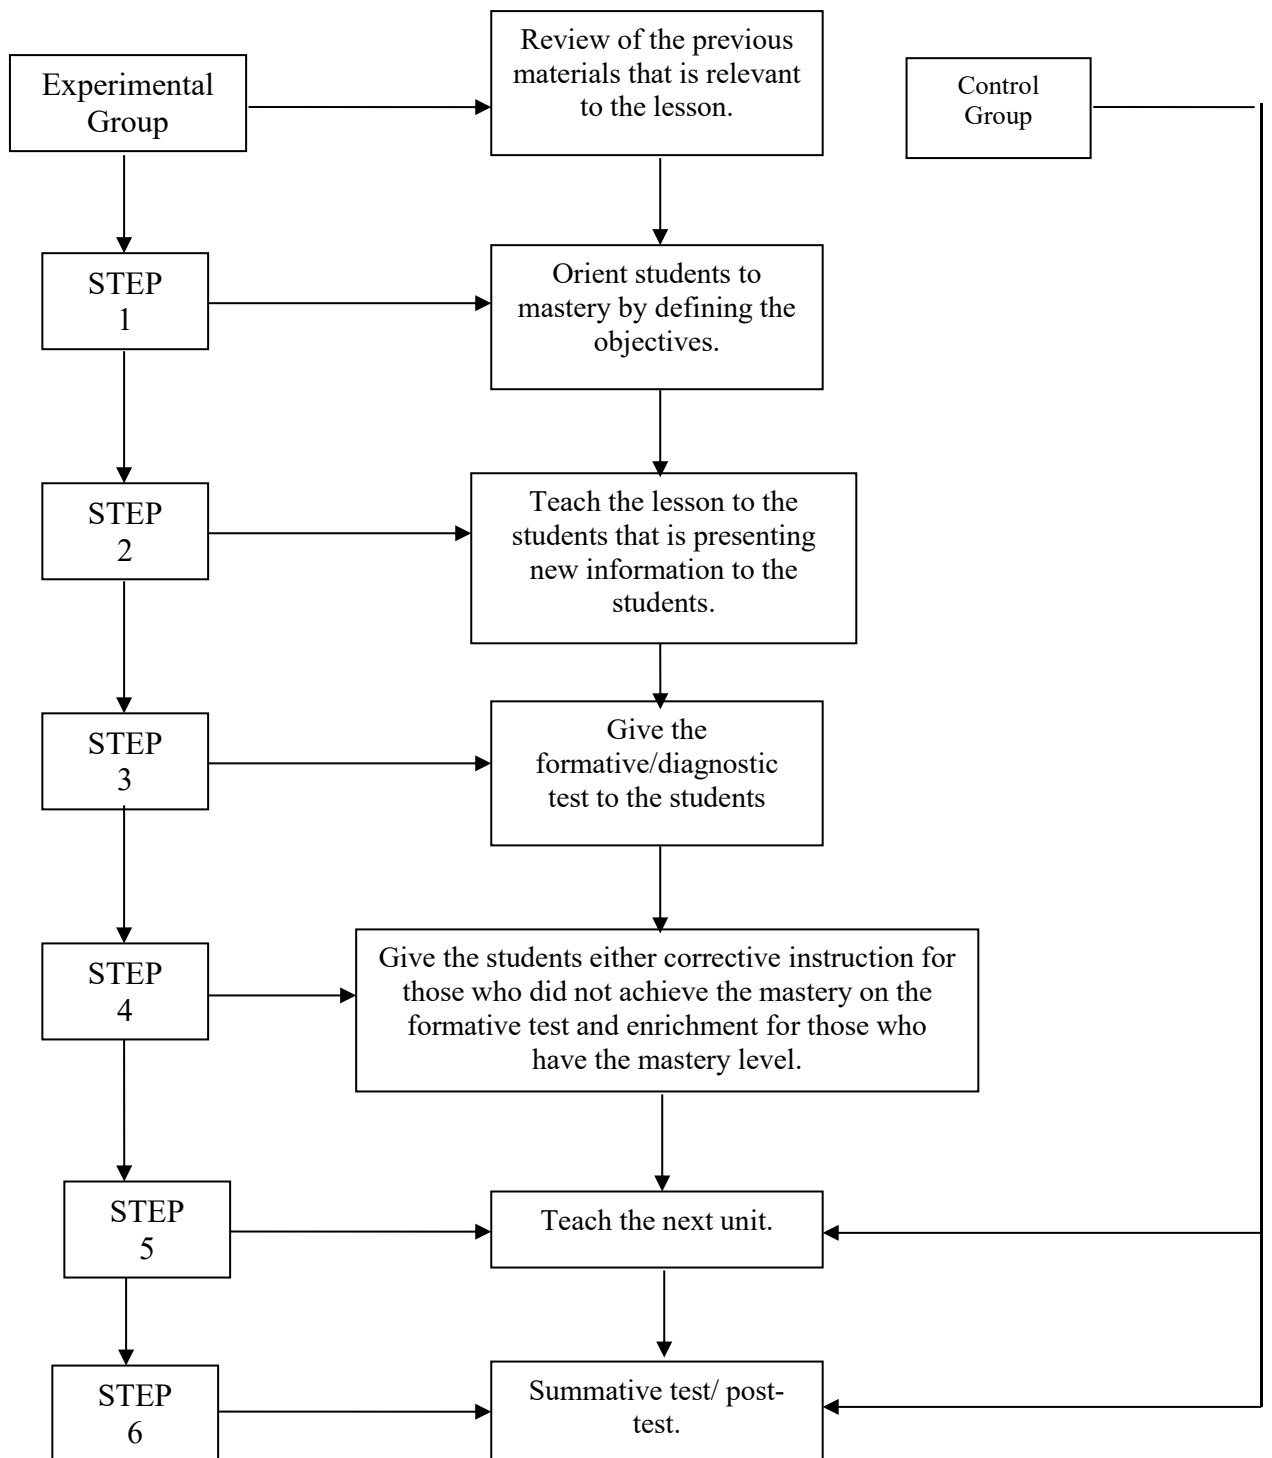 Experimental
Group
Review of the previous
materials that is relevant
to the lesson.
Control
Group
STEP
1
Orient students to
mastery by defining the
objectives.
STEP
2
Teach the lesson to the
students that is presenting
new information to the
students.
STEP
3
Give the
formative/diagnostic
test to the students
STEP
4
Give the students either corrective instruction for
those who did not achieve the mastery on the
formative test and enrichment for those who
have the mastery level.
STEP
5
Teach the next unit.
STEP
6
Summative test/ post-
test.